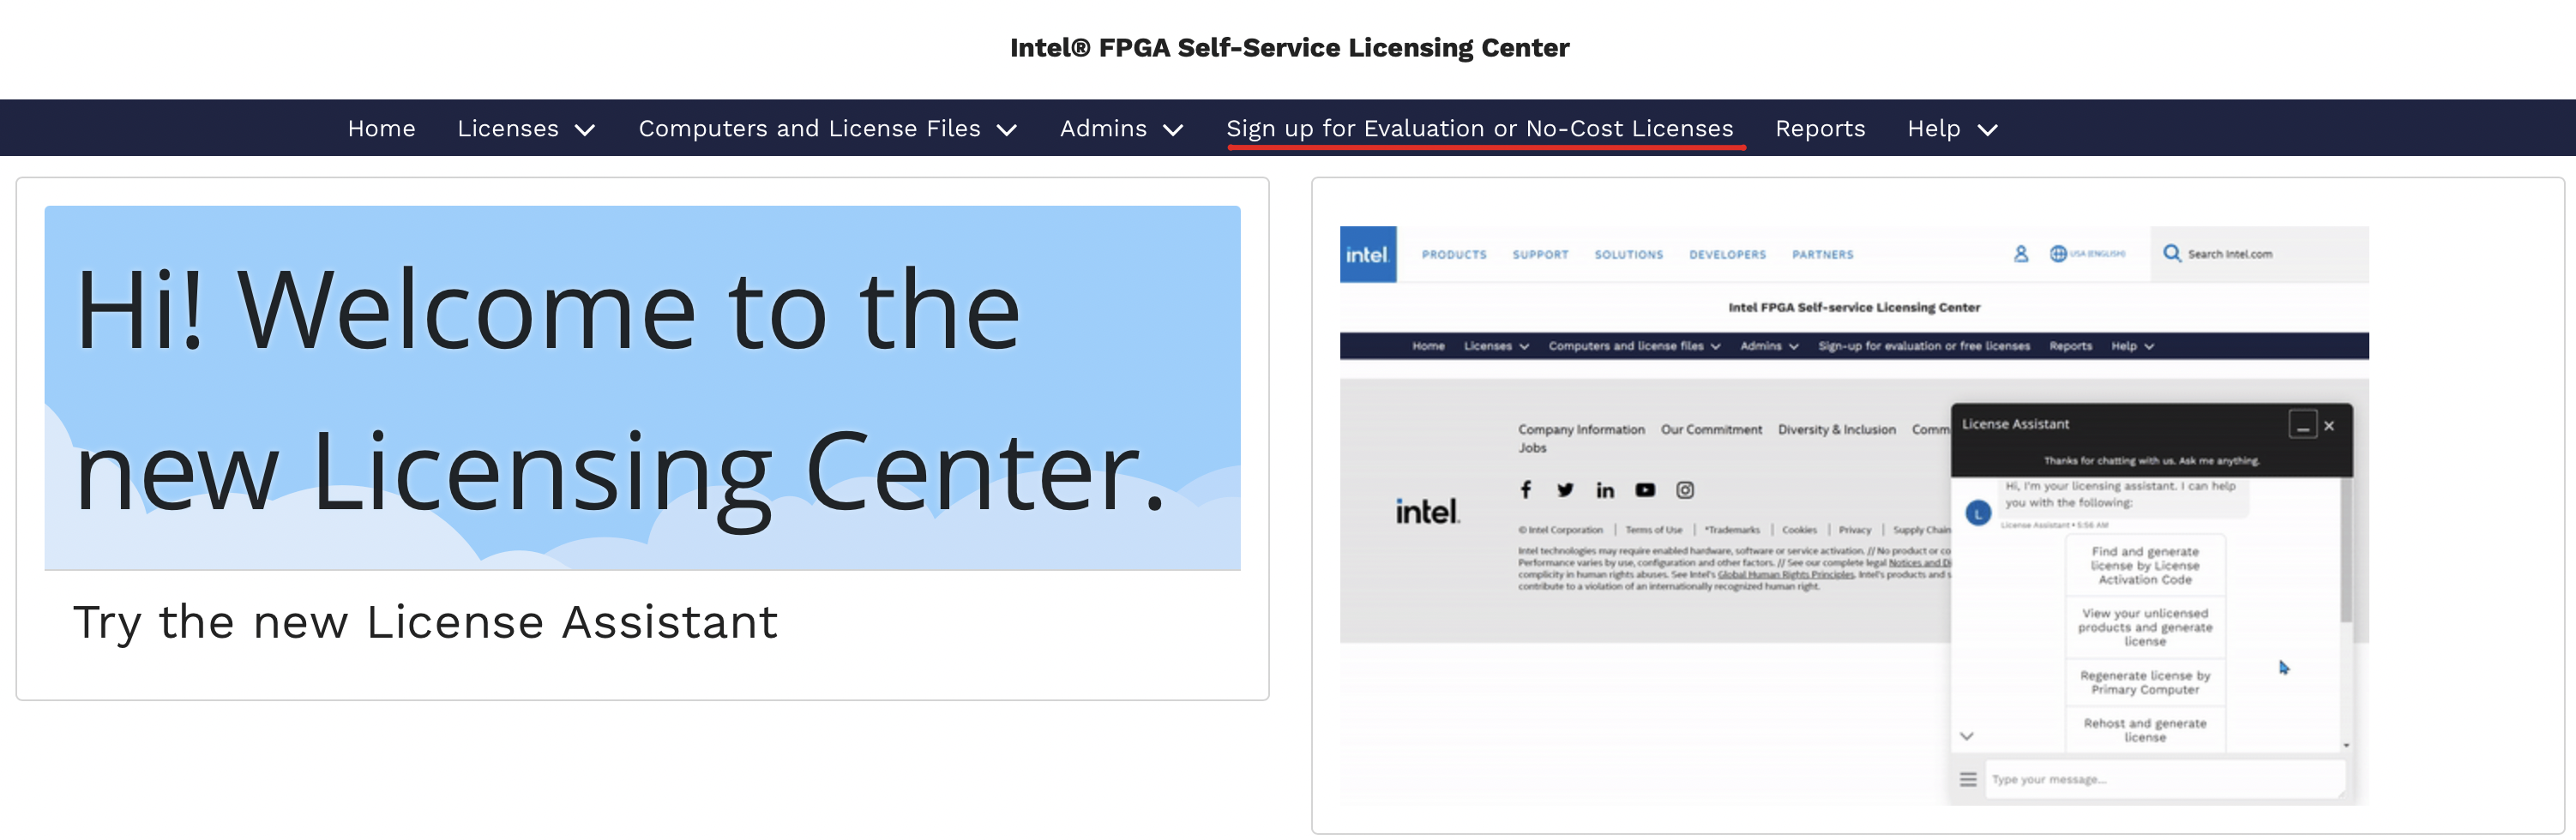 Intel® FPGA Self-Service Licensing Center
Home Licenses Computers and License Files Admins Sign up for Evaluation or No-Cost Licenses Reports Help
Hi! Welcome to the
new Licensing Center.
Try the new License Assistant
intel.
PRODUCTS SUPPORT SOLUTIONS DEVELOPERS PARTNERS USA (ENGLISH) Search Intel.com
Intel FPGA Self-service Licensing Center
Home Licenses Computers and license files Admins Sign-up for evaluation or free licenses Reports Help
Company Information Our Commitment Diversity & Inclusion Comm
Jobs
intel.
© Intel Corporation | Terms of Use | *Trademarks | Cookies | Privacy | Supply Chain
Intel technologies may require enabled hardware, software or service activation. // No product or co
Performance varies by use, configuration and other factors. // See our complete legal Notices and Di
complicity in human rights abuses. See Intel's Global Human Rights Principles. Intel's products and s
contribute to a violation of an internationally recognized human right.
License Assistant
Thanks for chatting with us. Ask me anything.
Hi, I'm your licensing assistant. I can help
you with the following:
L
License Assistant • 5:56 AM
Find and generate
license by License
Activation Code
View your unlicensed
products and generate
license
Regenerate license by
Primary Computer
Rehost and generate
license
Type your message...